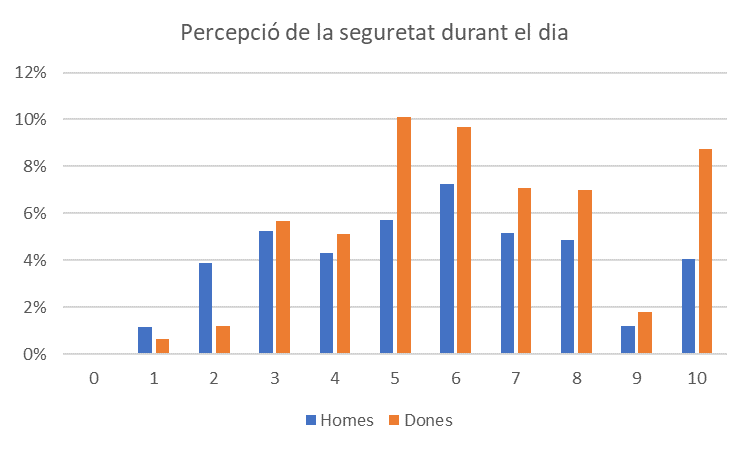 Percepció de la seguretat durant el dia
12%
10%
8%
6%
4%
2%
0%
0 1 2 3 4 5 6 7 8 9 10
Homes Dones